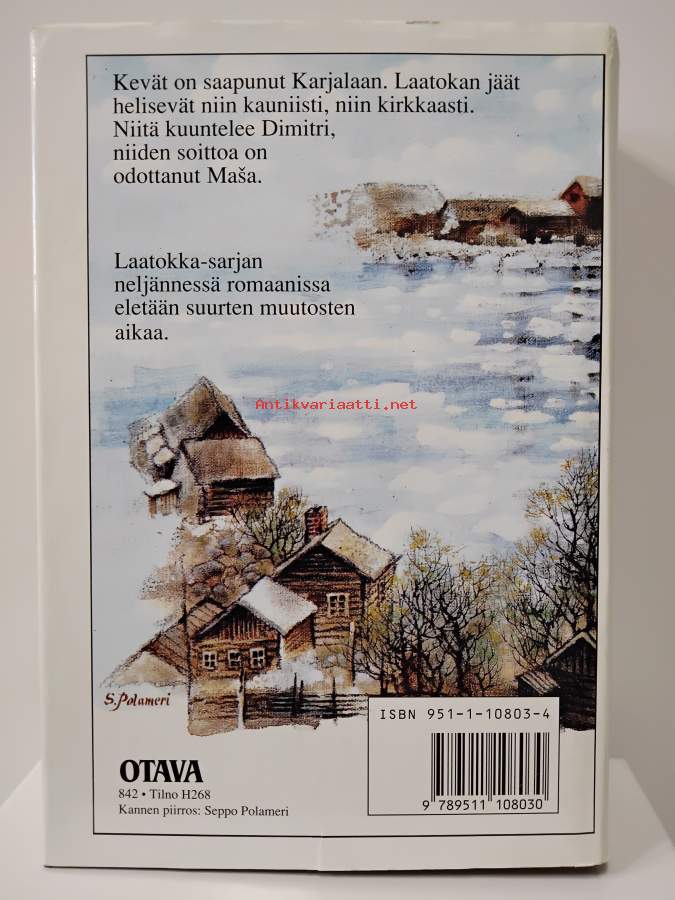 Kevät on saapunut Karjalaan. Laatokan jäät
helisevät niin kauniisti, niin kirkkaasti.
Niitä kuuntelee Dimitri,
niiden soittoa on
odottanut Maša.
Laatokka-sarjan
neljännessä romaanissa
eletään suurten muutosten
aikaa.
Antikvariaatti.net
S. Polameri
ISBN 951-1-10803-4
9 789511 108030
OTAVA
842 • Tilno H268
Kannen piirros: Seppo Polameri